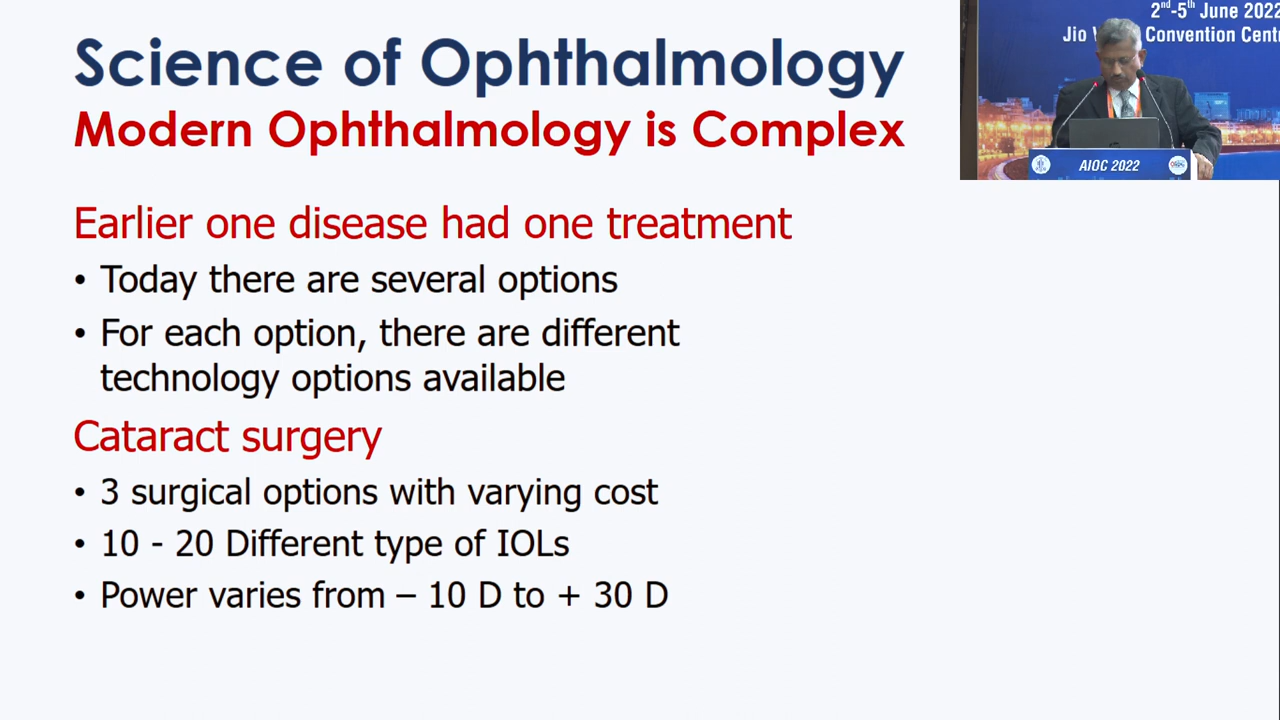 Science of Ophthalmology
Modern Ophthalmology is Complex
Earlier one disease had one treatment
• Today there are several options
• For each option, there are different
technology options available
Cataract surgery
• 3 surgical options with varying cost
• 10 - 20 Different type of IOLs
• Power varies from – 10 D to + 30 D
2nd-5th June 2022
Jio Convention
AIOC 2022